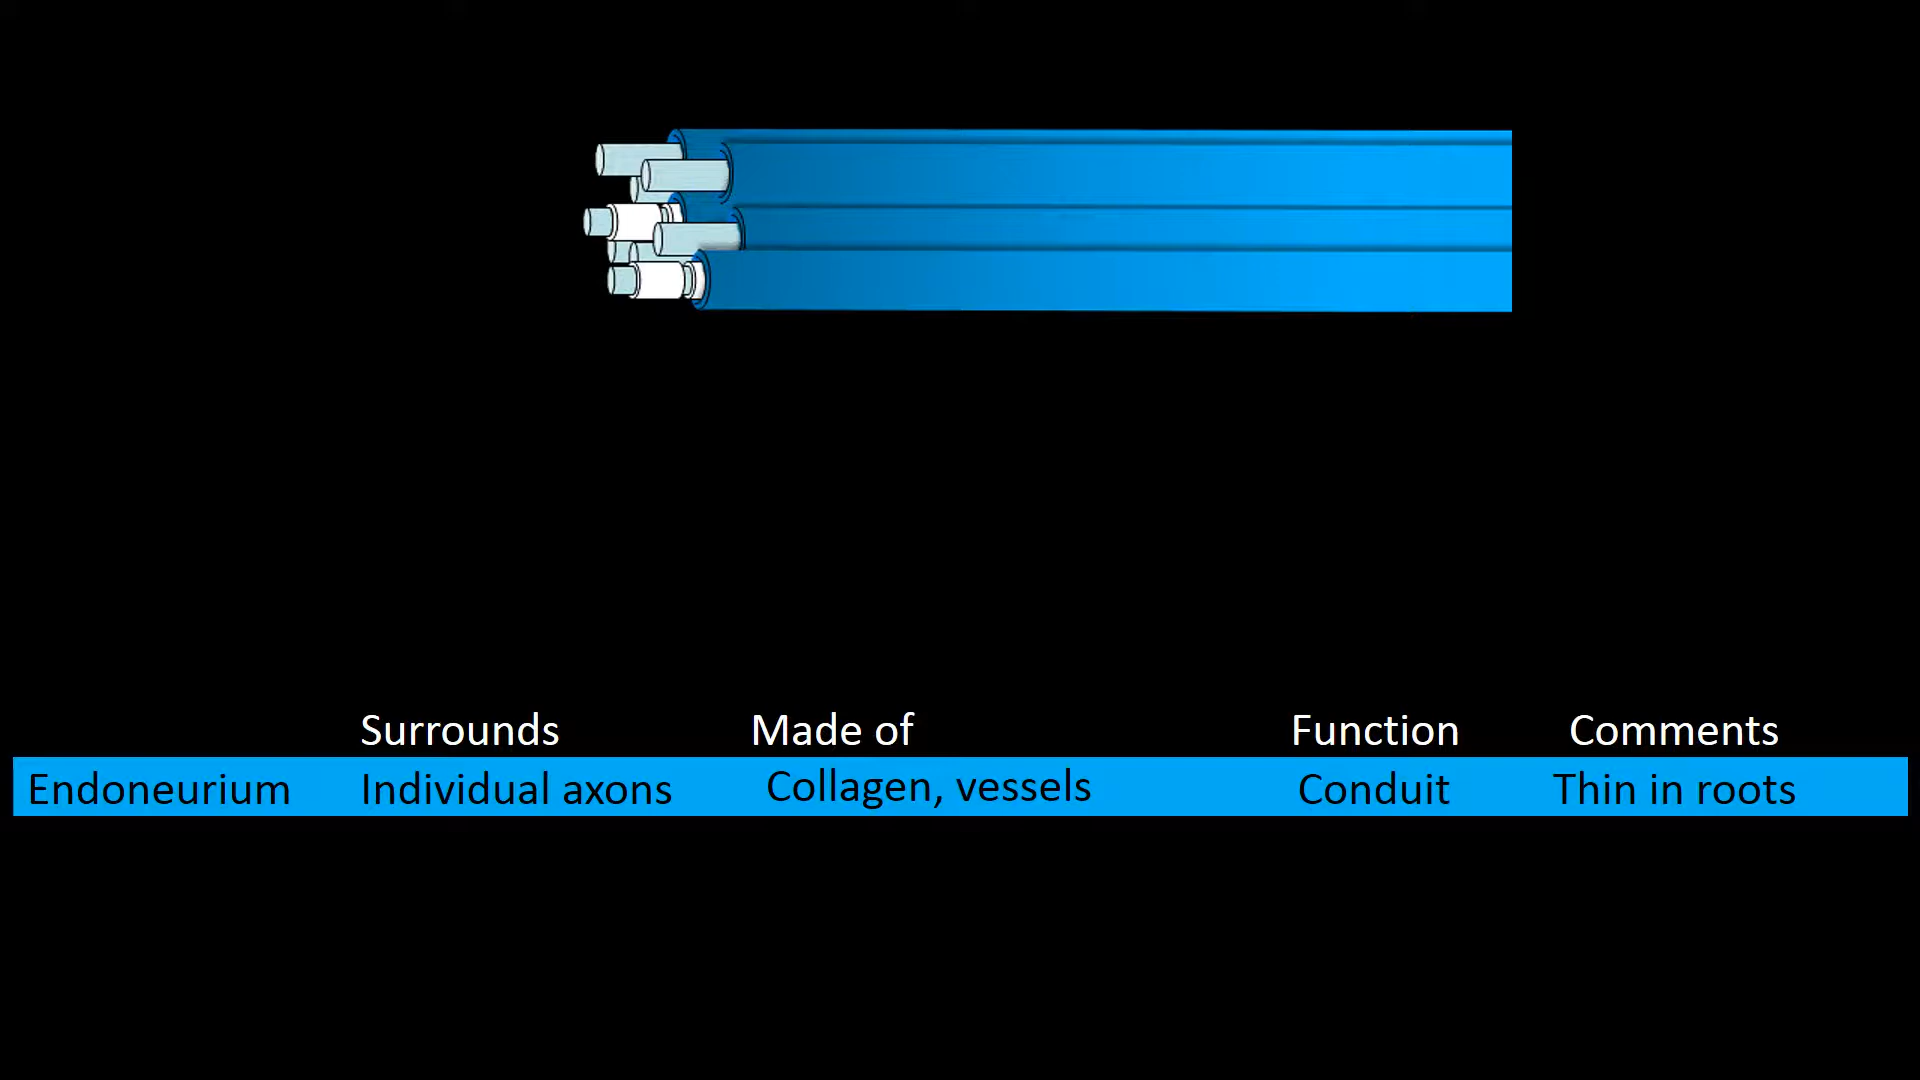 Surrounds Made of Function Comments
Endoneurium Individual axons Collagen, vessels Conduit Thin in roots